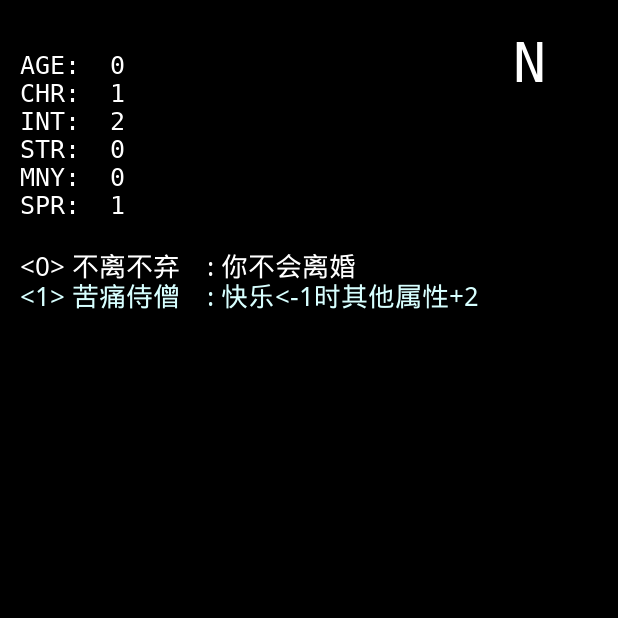 N
AGE: 0
CHR: 1
INT: 2
STR: 0
MNY: 0
SPR: 1
<0> 不离不弃 : 你不会离婚
<1> 苦痛侍僧 : 快乐<-1时其他属性+2